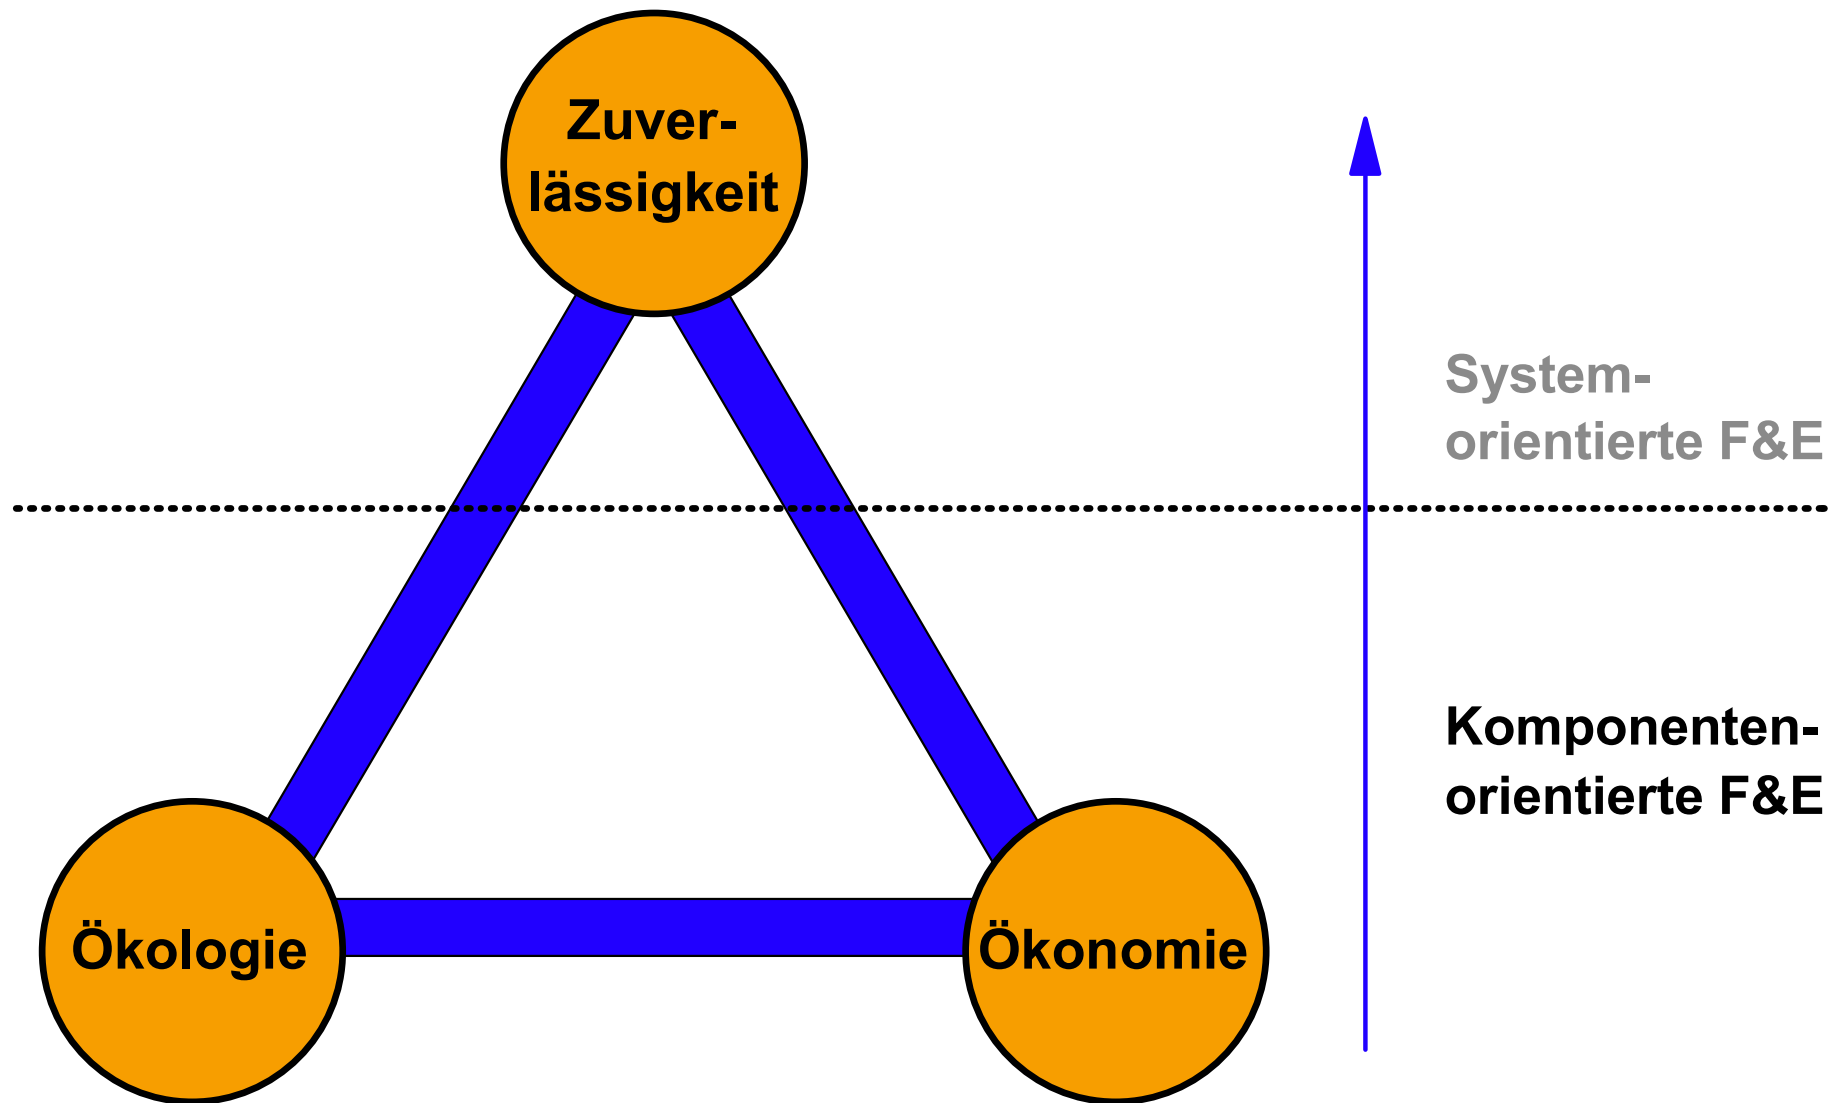 Zuver-
lässigkeit
System-
orientierte F&E
Komponenten-
orientierte F&E
Ökologie
Ökonomie